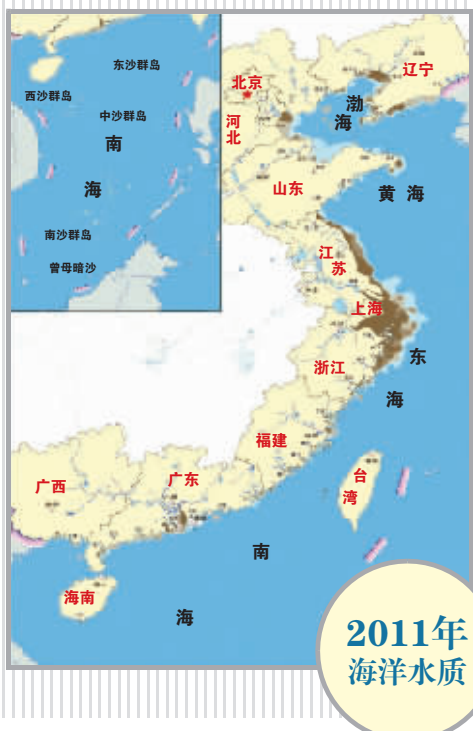 东沙群岛
西沙群岛
中沙群岛
南
海
南沙群岛
曾母暗沙
北京
辽宁
河
北
渤
海
山东
黄 海
江
苏
上海
浙江
东
海
福建
台
湾
广西
广东
南
海
海南
2011年
海洋水质